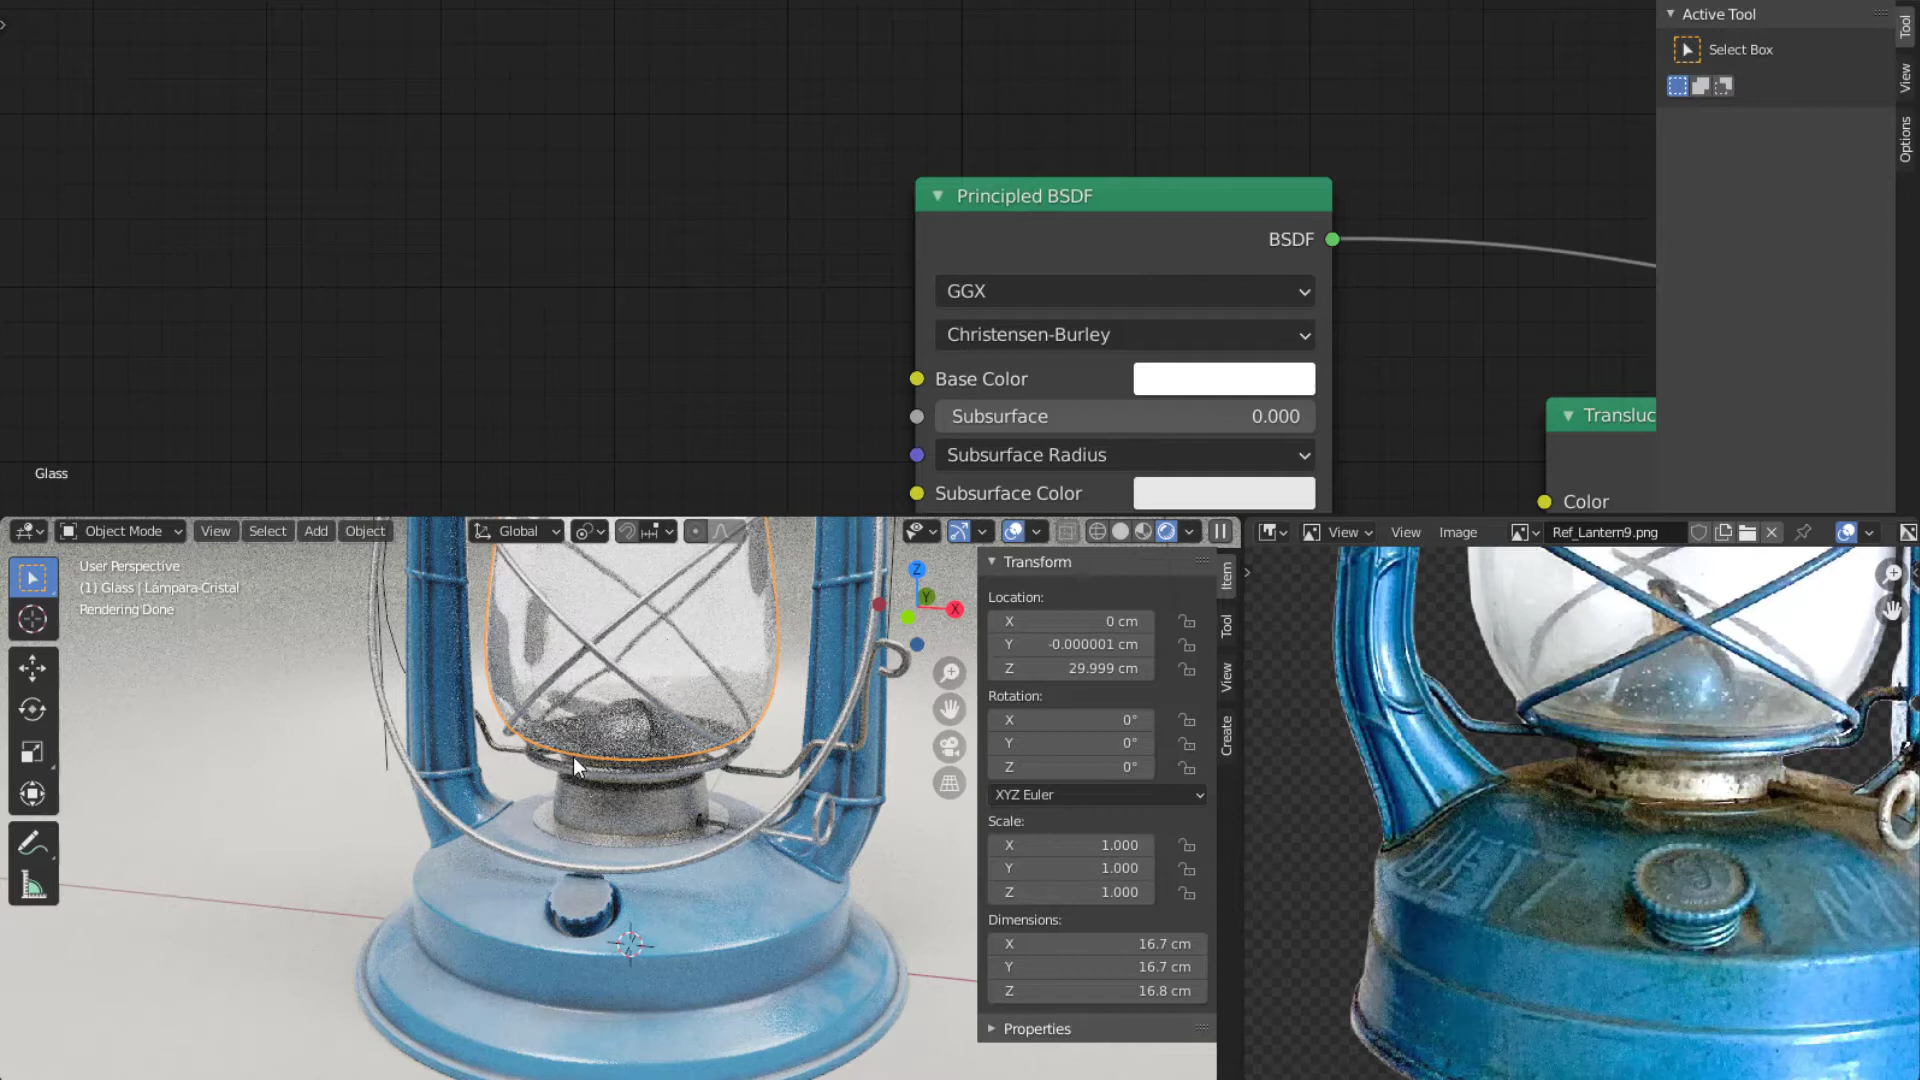 Active Tool
Select Box
Tool
View
Options
Principled BSDF
BSDF
GGX
Christensen-Burley
Base Color
Subsurface 0.000
Subsurface Radius
Subsurface Color
Transluc
Color
Glass
Object Mode View Select Add Object Global
View View Image Ref_Lantern9.png
User Perspective
(1) Glass | Lámpara-Cristal
Rendering Done
Z
Y
X
Transform
Location:
X 0 cm
Y -0.000001 cm
Z 29.999 cm
Rotation:
X 0°
Y 0°
Z 0°
XYZ Euler
Scale:
X 1.000
Y 1.000
Z 1.000
Dimensions:
X 16.7 cm
Y 16.7 cm
Z 16.8 cm
Properties
Item
Tool
View
Create